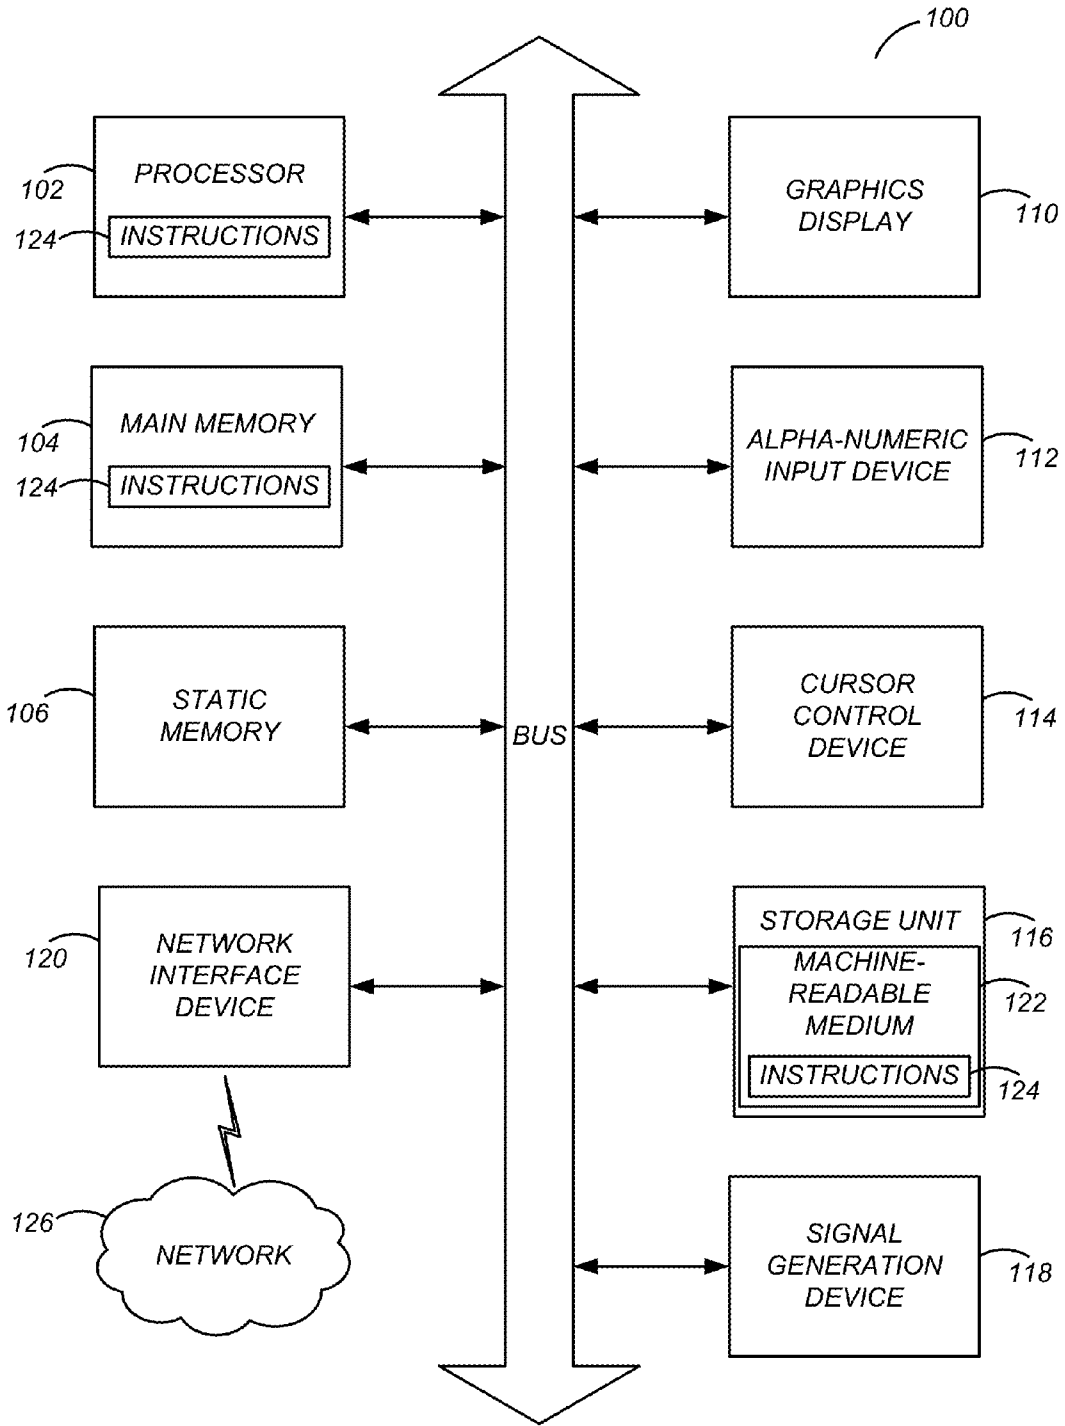 100
PROCESSOR
102
124
INSTRUCTIONS
GRAPHICS
DISPLAY
110
MAIN MEMORY
104
124
INSTRUCTIONS
ALPHA-NUMERIC
INPUT DEVICE
112
STATIC
MEMORY
106
BUS
CURSOR
CONTROL
DEVICE
114
NETWORK
INTERFACE
DEVICE
120
STORAGE UNIT
116
MACHINE-
READABLE
MEDIUM
122
INSTRUCTIONS
124
126
NETWORK
SIGNAL
GENERATION
DEVICE
118